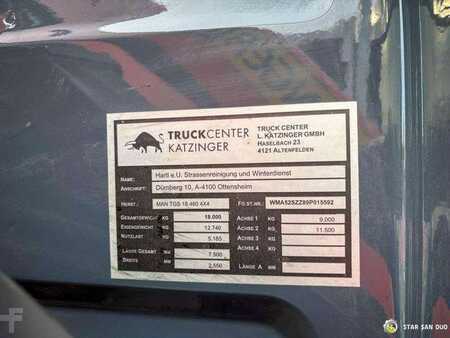 TRUCKCENTER
KATZINGER
TRUCK CENTER
L. KATZINGER GMBH
HASELBACH 23
4121 ALTENFELDEN
NAME: Hartl e.U. Strassenreinigung und Winterdienst
ANSCHRIFT: Dürnberg 10, A-4100 Ottensheim
HERST.: MAN TGS 18.460 4X4 FG.ST.NR.: WMA52SZZ89P015592
GESAMTGEWICHT KG 18.000 ACHSE 1 KG 9.000
EIGENGEWICHT KG 12.740 ACHSE 2 KG 11.500
NUTZLAST KG 5.185 ACHSE 3 KG
ACHSE 4 KG
LÄNGE GESAMT MM 7.500
BREITE MM 2.550 LÄNGE A MM
STAR SAN DUO